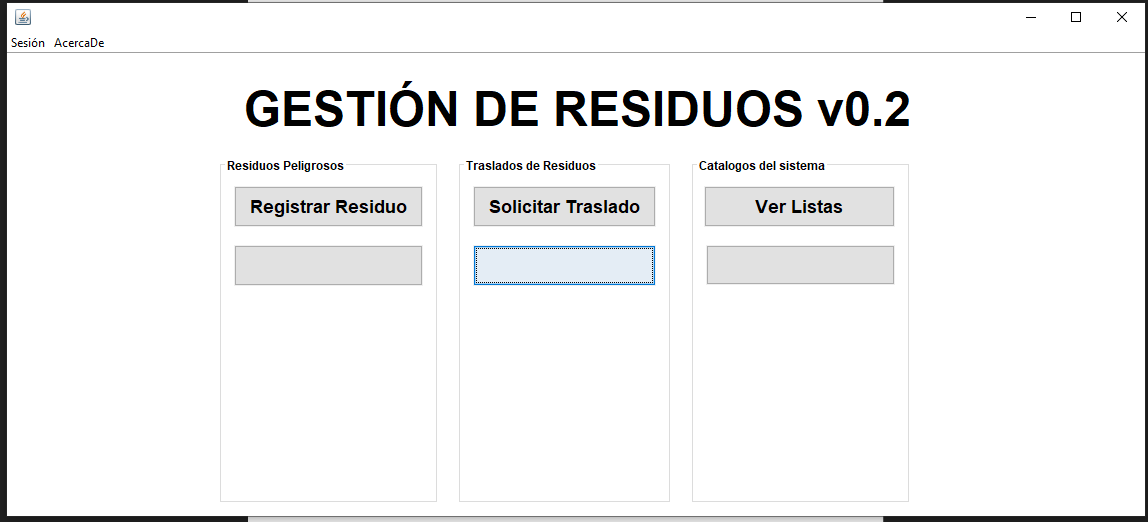 Sesión AcercaDe
GESTIÓN DE RESIDUOS v0.2
Residuos Peligrosos
Registrar Residuo
Traslados de Residuos
Solicitar Traslado
Catalogos del sistema
Ver Listas